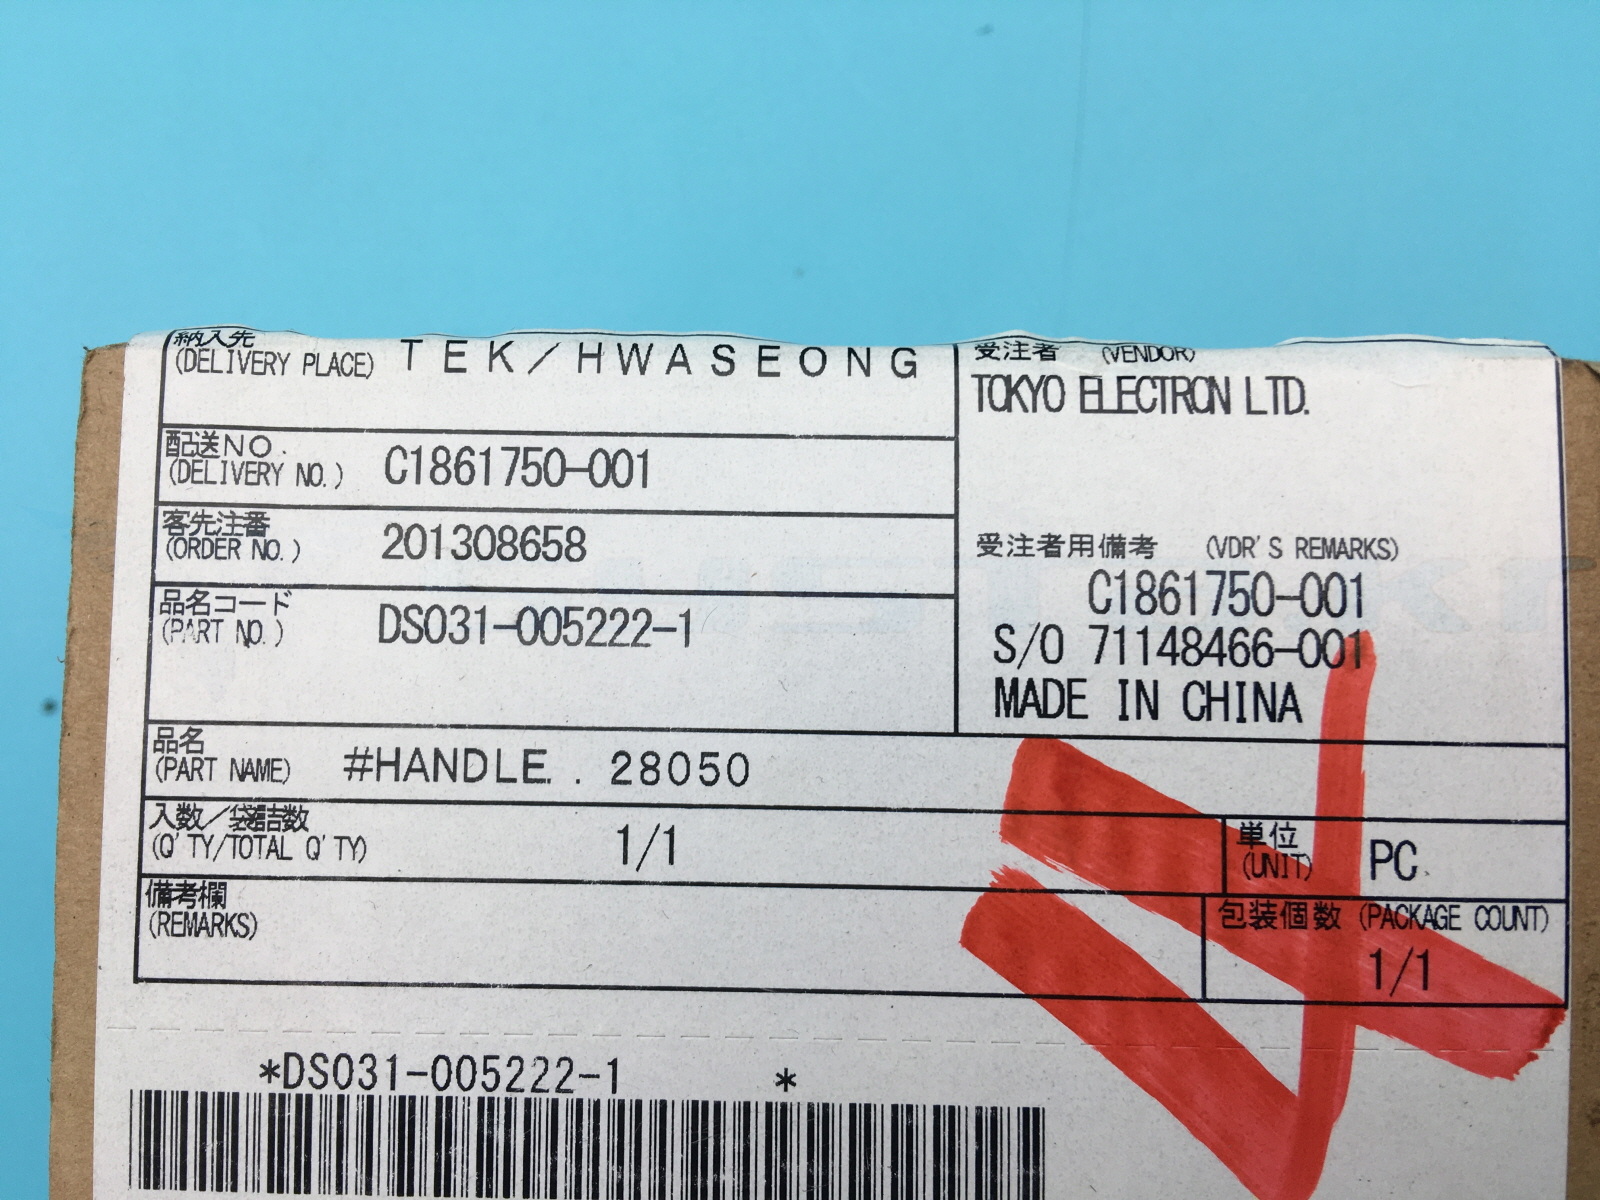 納入先
(DELIVERY PLACE) TEK/HWASEONG
受注者 (VENDOR)
TOKYO ELECTRON LTD.
配送NO.
(DELIVERY NO.) C1861750-001
客先注番
(ORDER NO.) 201308658
品名コード
(PART NO.) DS031-005222-1
受注者用備考 (VDR'S REMARKS)
C1861750-001
S/O 71148466-001
MADE IN CHINA
品名
(PART NAME) #HANDLE. . 28050
入数/袋詰数
(Q'TY/TOTAL Q'TY) 1/1
単位
(UNIT) PC
備考欄
(REMARKS)
包装個数 (PACKAGE COUNT)
1/1
*DS031-005222-1 *